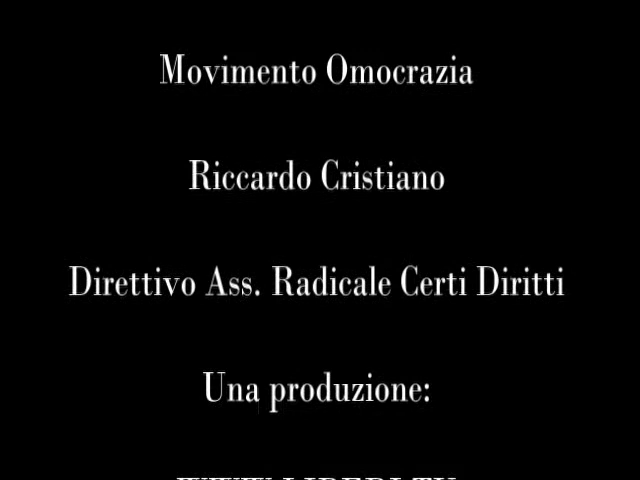 Movimento Omocrazia
Riccardo Cristiano
Direttivo Ass. Radicale Certi Diritti
Una produzione: